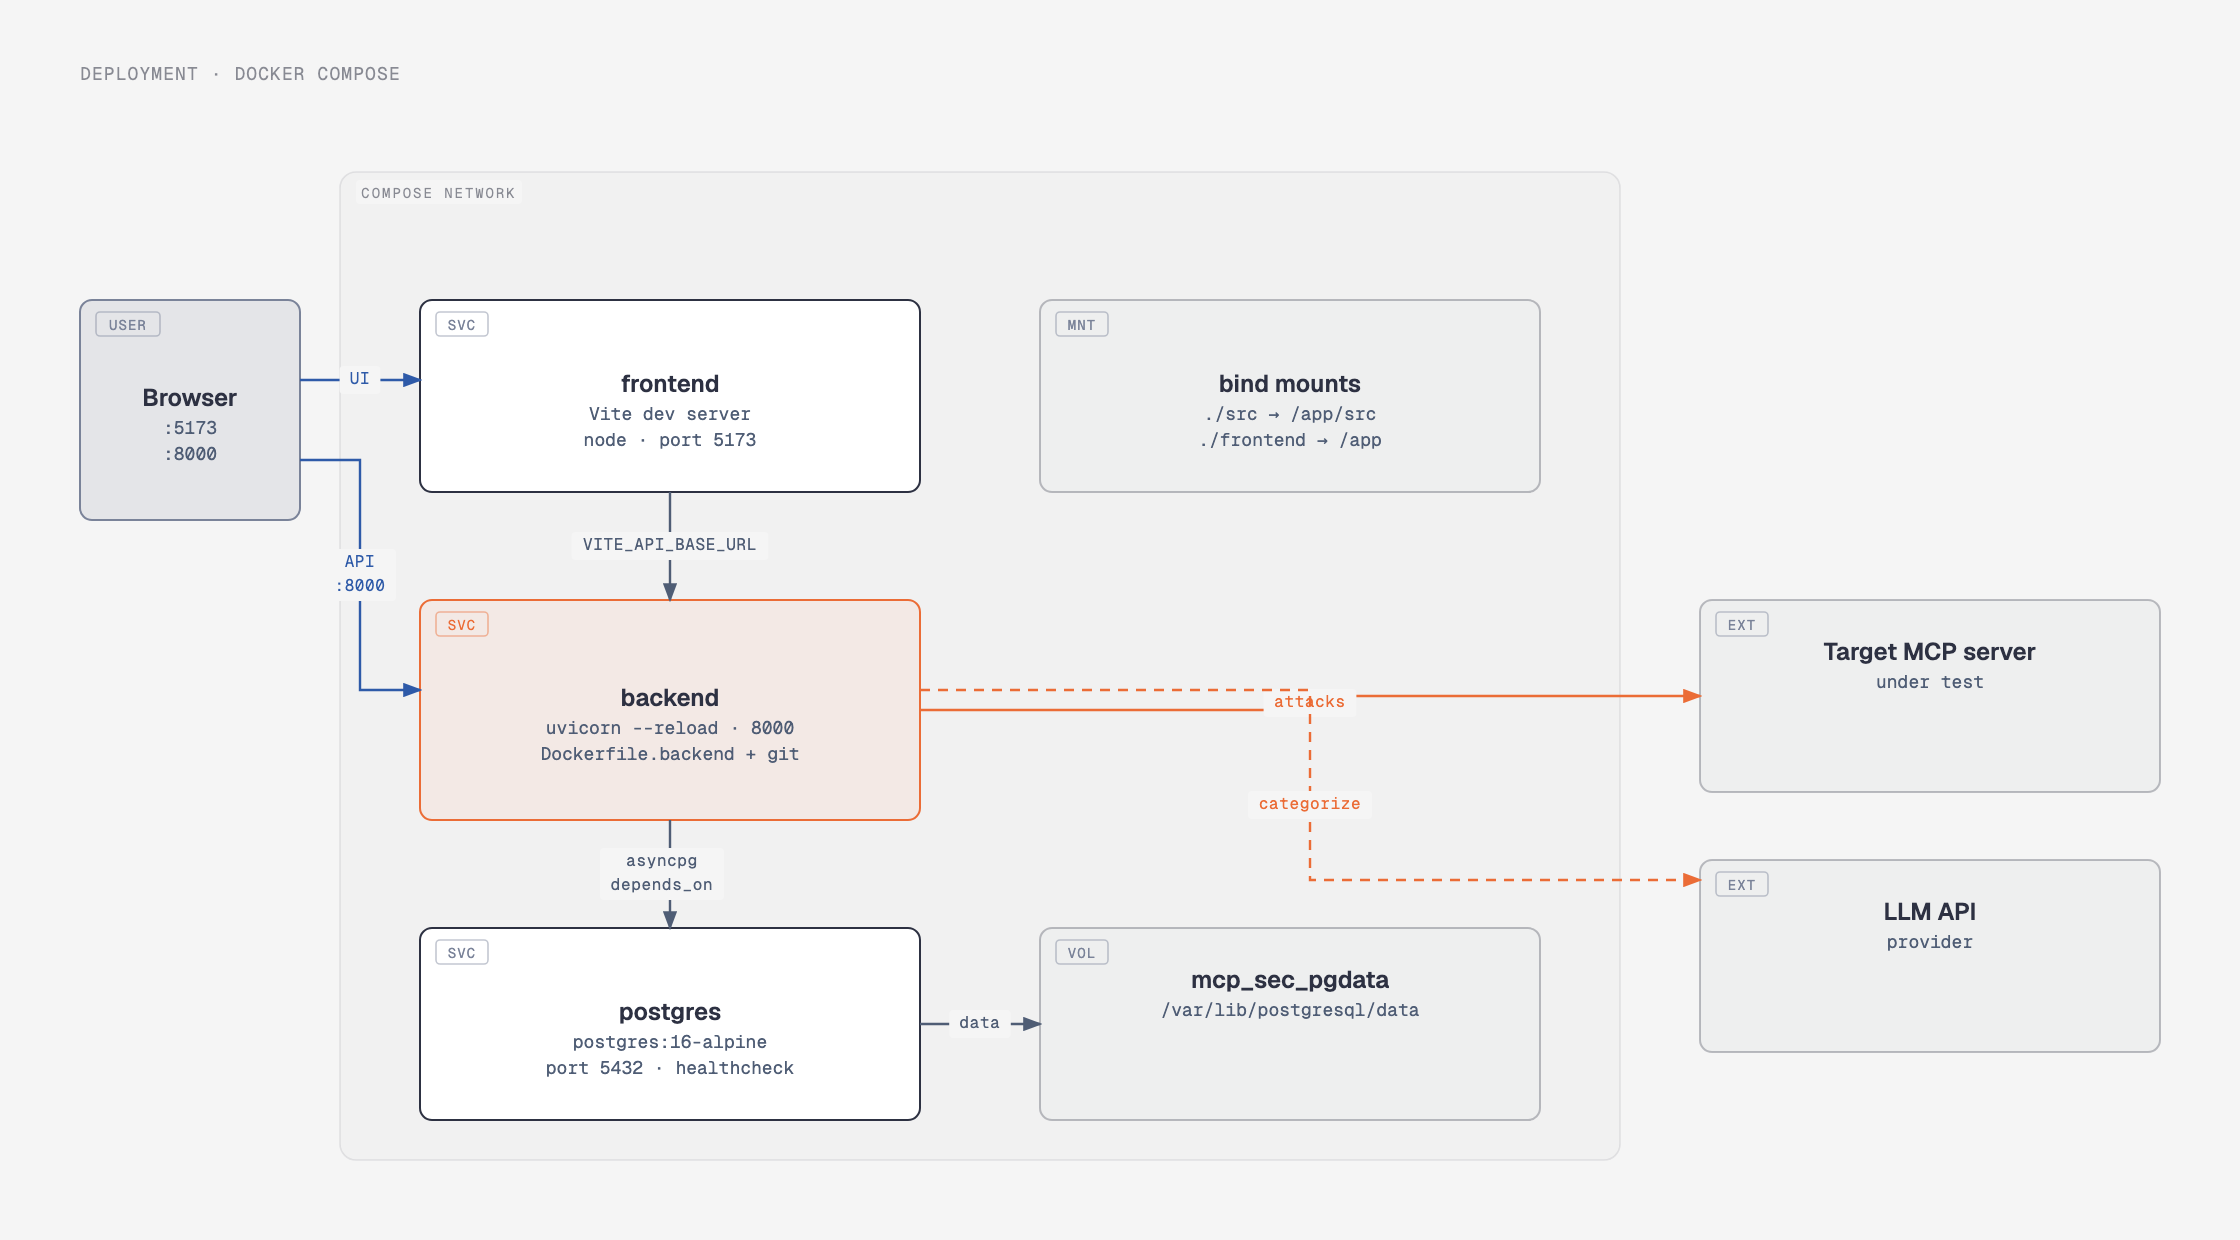 DEPLOYMENT · DOCKER COMPOSE
COMPOSE NETWORK
USER
Browser
:5173
:8000
UI
API
:8000
SVC
frontend
Vite dev server
node · port 5173
MNT
bind mounts
./src → /app/src
./frontend → /app
VITE_API_BASE_URL
SVC
backend
uvicorn --reload · 8000
Dockerfile.backend + git
attacks
categorize
EXT
Target MCP server
under test
asyncpg
depends_on
EXT
LLM API
provider
SVC
postgres
postgres:16-alpine
port 5432 · healthcheck
data
VOL
mcp_sec_pgdata
/var/lib/postgresql/data